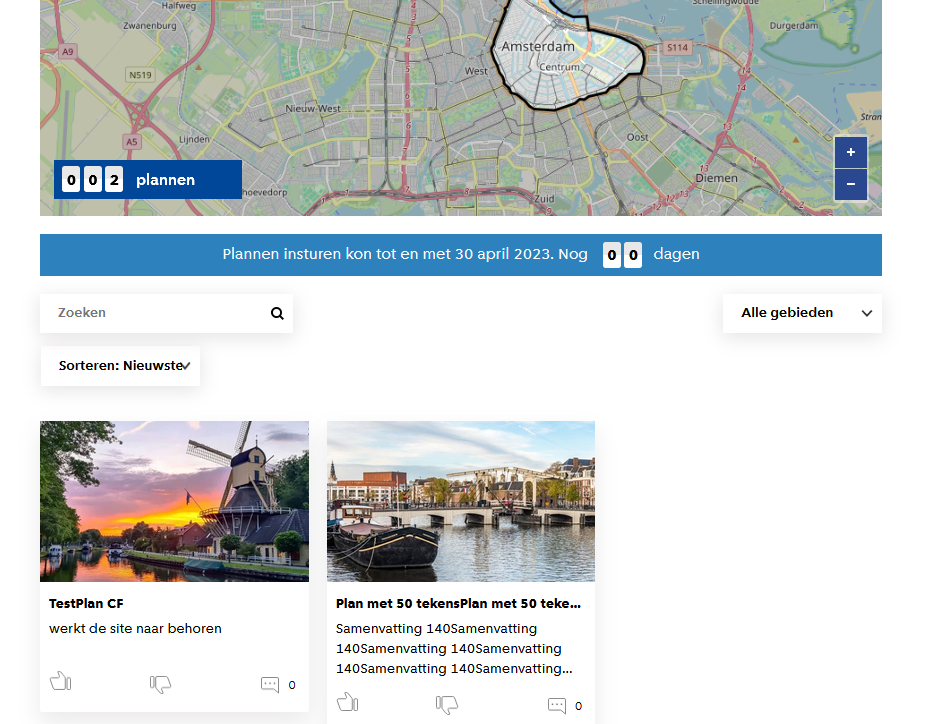 Halfweg
Zwanenburg
Schellingwoude
Durgerdam
A9
Amsterdam
S114
Centrum
N519
West
Nieuw-West
A5
Lijnden
Oost
Diemen
Zuid
hoevedorp
Stran
+
−
0 0 2 plannen
Plannen insturen kon tot en met 30 april 2023. Nog 0 0 dagen
Zoeken
Alle gebieden
Sorteren: Nieuwste
TestPlan CF
werkt de site naar behoren
0
Plan met 50 tekensPlan met 50 teke...
Samenvatting 140Samenvatting
140Samenvatting 140Samenvatting
140Samenvatting 140Samenvatting...
0